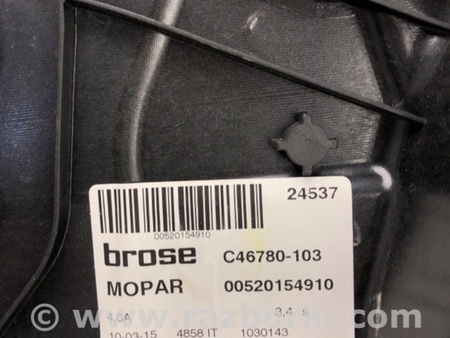 24537
00520154910
brose C46780-103
MOPAR 00520154910
4.0A 3,4 s
10-03-15 4858 IT 1030143
www.razborki.com